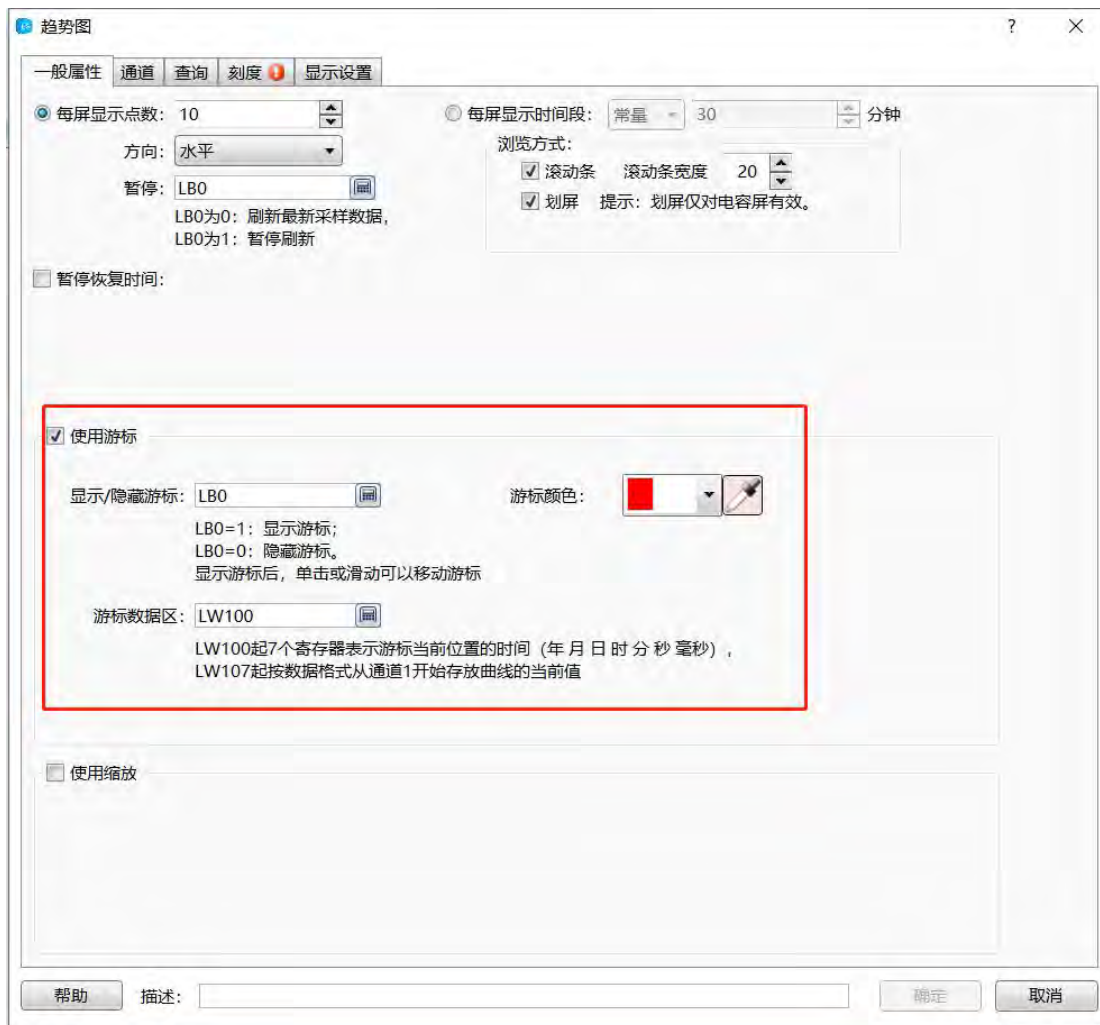 趋势图
?
一般属性 通道 查询 刻度 显示设置
每屏显示点数: 10 每屏显示时间段: 常量 30 分钟
方向: 水平 浏览方式:
滚动条 滚动条宽度 20
暂停: LB0 划屏 提示: 划屏仅对电容屏有效。
LB0为0: 刷新最新采样数据,
LB0为1: 暂停刷新
暂停恢复时间:
使用游标
显示/隐藏游标: LB0 游标颜色:
LB0=1: 显示游标;
LB0=0: 隐藏游标。
显示游标后, 单击或滑动可以移动游标
游标数据区: LW100
LW100起7个寄存器表示游标当前位置的时间 (年 月 日 时 分 秒 毫秒) ,
LW107起按数据格式从通道1开始存放曲线的当前值
使用缩放
帮助 描述: 确定 取消